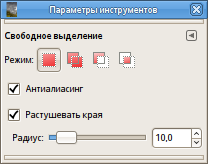 Параметры инструментов
Свободное выделение
Режим:
Антиалиасинг
Растушевать края
Радиус: 10,0